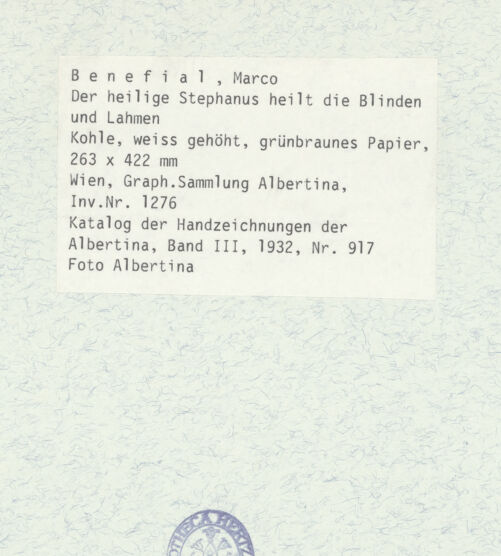 B e n e f i a l , Marco
Der heilige Stephanus heilt die Blinden
und Lahmen
Kohle, weiss gehöht, grünbraunes Papier,
263 x 422 mm
Wien, Graph.Sammlung Albertina,
Inv.Nr. 1276
Katalog der Handzeichnungen der
Albertina, Band III, 1932, Nr. 917
Foto Albertina